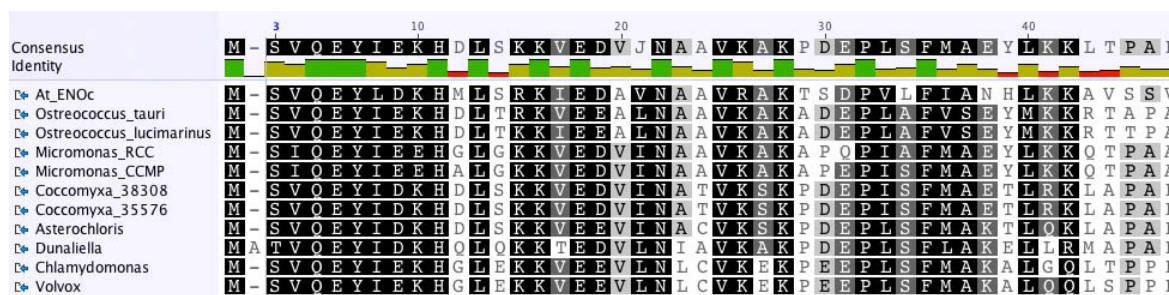 3 10 20 30 40
Consensus M - S V Q E Y I E K H D L S K K V E D V J N A A V K A K P D E P L S F M A E Y L K K L T P A
Identity
At_ENOc M - S V Q E Y L D K H M L S R K I E D A V N A A V R A K T S D P V L F I A N H L K K A V S S
Ostreococcus_tauri M - S V Q E Y I E K H D L T R K V E E A L N A A V K A K A D E P L A F V S E Y M K K R T A P
Ostreococcus_lucimarinus M - S V Q E Y I E K H D L T K K I E E A L N A A V K A K A D E P L A F V S E Y M K K R T T P
Micromonas_RCC M - S I Q E Y I E E H G L G K K V E D V I N A A V K A K A P Q P I A F M A E Y L K K Q T P A
Micromonas_CCMP M - S I Q E Y I E E H A L G K K V E D V I N A A V K A K A P E P I A F M A E Y L K K Q T P A
Coccomyxa_38308 M - S V Q E Y I D K H D L S K K V E D V I N A T V K S K P D E P I S F M A E T L R K L A P A
Coccomyxa_35576 M - S V Q E Y I D K H D L S K K V E D V I N A T V K S K P D E P I S F M A E T L R K L A P A
Asterochloris M - S V Q E Y I D K H D L S K K V E E V I N A C V K S K P D E P L S F M A K T L Q K L A P A
Dunaliella M A T V Q E Y I D K H Q L Q K K T E D V L N I A V K A K P D E P L S F L A K E L L R M A P A
Chlamydomonas M - S V Q E Y I E K H G L E K K V E E V L N L C V K E K P E E P L S F M A K A L G Q L T P P
Volvox M - S V Q E Y I E K H G L E K K V E E V L N L C V K E K P E E P L S F M A K A L Q Q L S P P